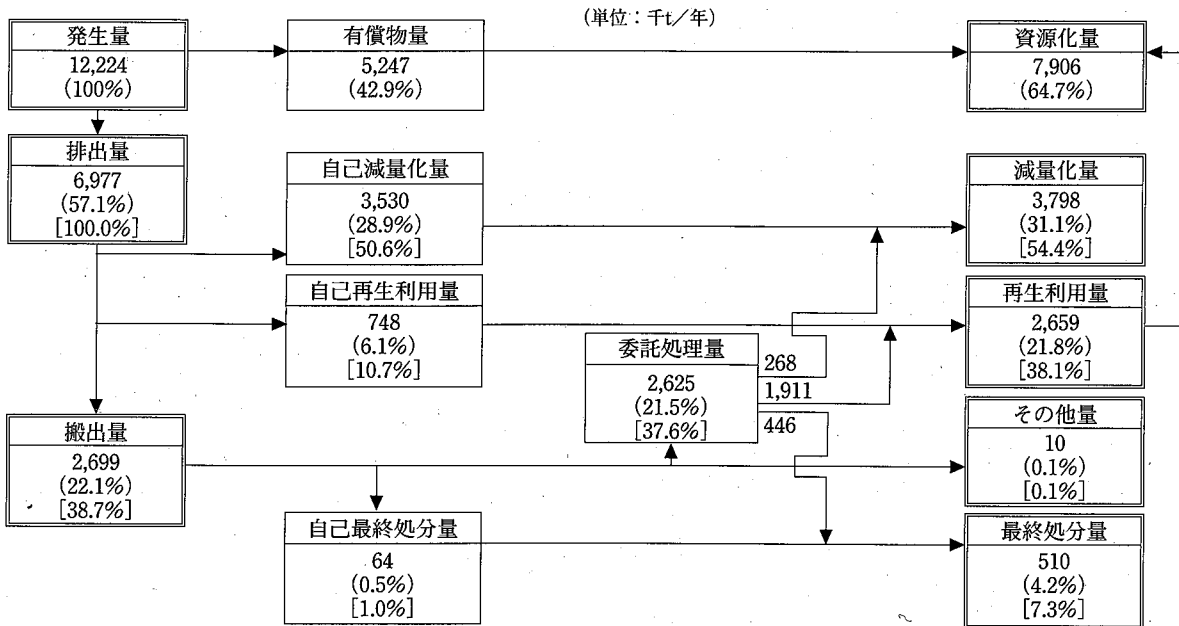 (単位：千t／年)
発生量
12,224
(100%)
有償物量
5,247
(42.9%)
資源化量
7,906
(64.7%)
排出量
6,977
(57.1%)
[100.0%]
自己減量化量
3,530
(28.9%)
[50.6%]
減量化量
3,798
(31.1%)
[54.4%]
自己再生利用量
748
(6.1%)
[10.7%]
再生利用量
2,659
(21.8%)
[38.1%]
委託処理量
2,625
(21.5%)
[37.6%]
268
1,911
446
搬出量
2,699
(22.1%)
[38.7%]
その他量
10
(0.1%)
[0.1%]
自己最終処分量
64
(0.5%)
[1.0%]
最終処分量
510
(4.2%)
[7.3%]